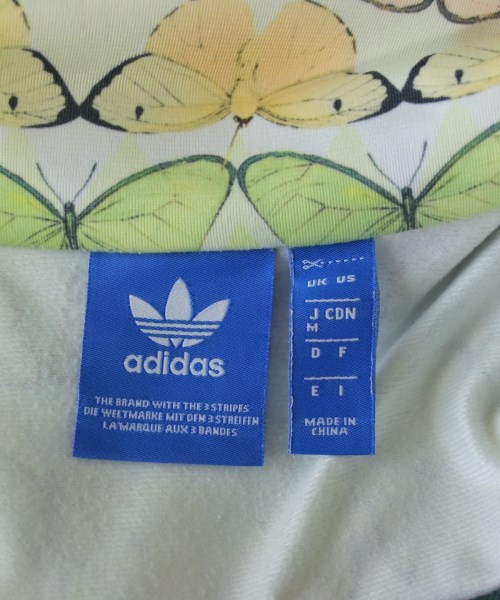 adidas
THE BRAND WITH THE 3 STRIPES
DIE WELTMARKE MIT DEN 3 STREIFEN
LA MARQUE AUX 3 BANDES
UK US
J CDN
M
D F
E I
MADE IN
CHINA